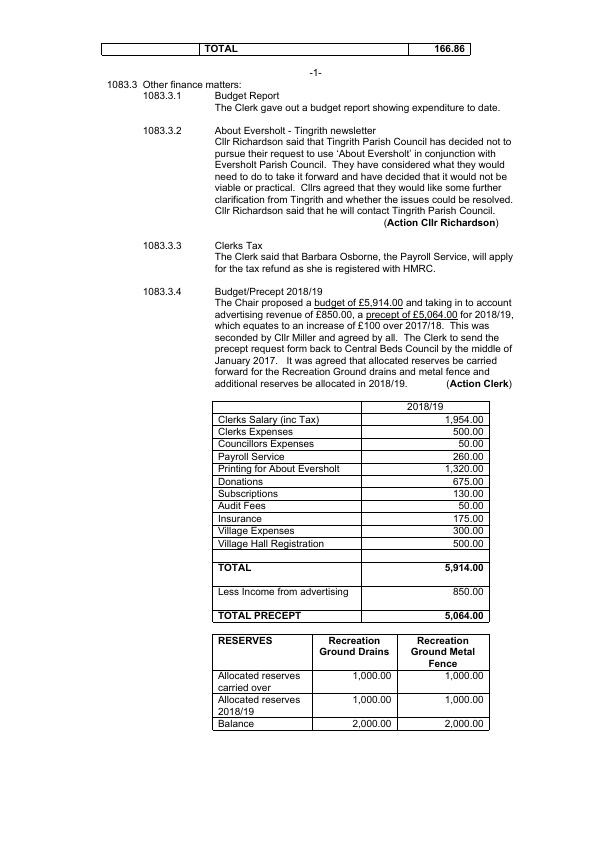 TOTAL 166.86
-1-
1083.3 Other finance matters:
1083.3.1 Budget Report
The Clerk gave out a budget report showing expenditure to date.
1083.3.2 About Eversholt - Tingrith newsletter
Cllr Richardson said that Tingrith Parish Council has decided not to
pursue their request to use ‘About Eversholt’ in conjunction with
Eversholt Parish Council. They have considered what they would
need to do to take it forward and have decided that it would not be
viable or practical. Cllrs agreed that they would like some further
clarification from Tingrith and whether the issues could be resolved.
Cllr Richardson said that he will contact Tingrith Parish Council.
(Action Cllr Richardson)
1083.3.3 Clerks Tax
The Clerk said that Barbara Osborne, the Payroll Service, will apply
for the tax refund as she is registered with HMRC.
1083.3.4 Budget/Precept 2018/19
The Chair proposed a budget of £5,914.00 and taking in to account
advertising revenue of £850.00, a precept of £5,064.00 for 2018/19,
which equates to an increase of £100 over 2017/18. This was
seconded by Cllr Miller and agreed by all. The Clerk to send the
precept request form back to Central Beds Council by the middle of
January 2017. It was agreed that allocated reserves be carried
forward for the Recreation Ground drains and metal fence and
additional reserves be allocated in 2018/19. (Action Clerk)
2018/19
Clerks Salary (inc Tax) 1,954.00
Clerks Expenses 500.00
Councillors Expenses 50.00
Payroll Service 260.00
Printing for About Eversholt 1,320.00
Donations 675.00
Subscriptions 130.00
Audit Fees 50.00
Insurance 175.00
Village Expenses 300.00
Village Hall Registration 500.00
TOTAL 5,914.00
Less Income from advertising 850.00
TOTAL PRECEPT 5,064.00
RESERVES Recreation Recreation
Ground Drains Ground Metal
Fence
Allocated reserves 1,000.00 1,000.00
carried over
Allocated reserves 1,000.00 1,000.00
2018/19
Balance 2,000.00 2,000.00